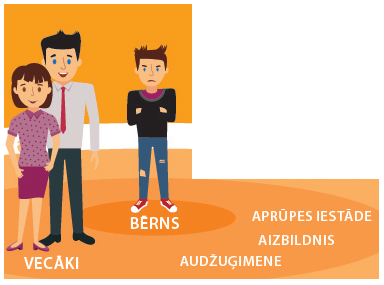 BĒRNS
APRŪPES IESTĀDE
AIZBILDNIS
AUDŽUĢIMENE
VECĀKI